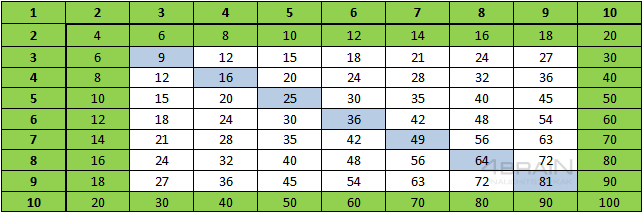 1 2 3 4 5 6 7 8 9 10
2 4 6 8 10 12 14 16 18 20
3 6 9 12 15 18 21 24 27 30
4 8 12 16 20 24 28 32 36 40
5 10 15 20 25 30 35 40 45 50
6 12 18 24 30 36 42 48 54 60
7 14 21 28 35 42 49 56 63 70
8 16 24 32 40 48 56 64 72 80
9 18 27 36 45 54 63 72 81 90
10 20 30 40 50 60 70 80 90 100